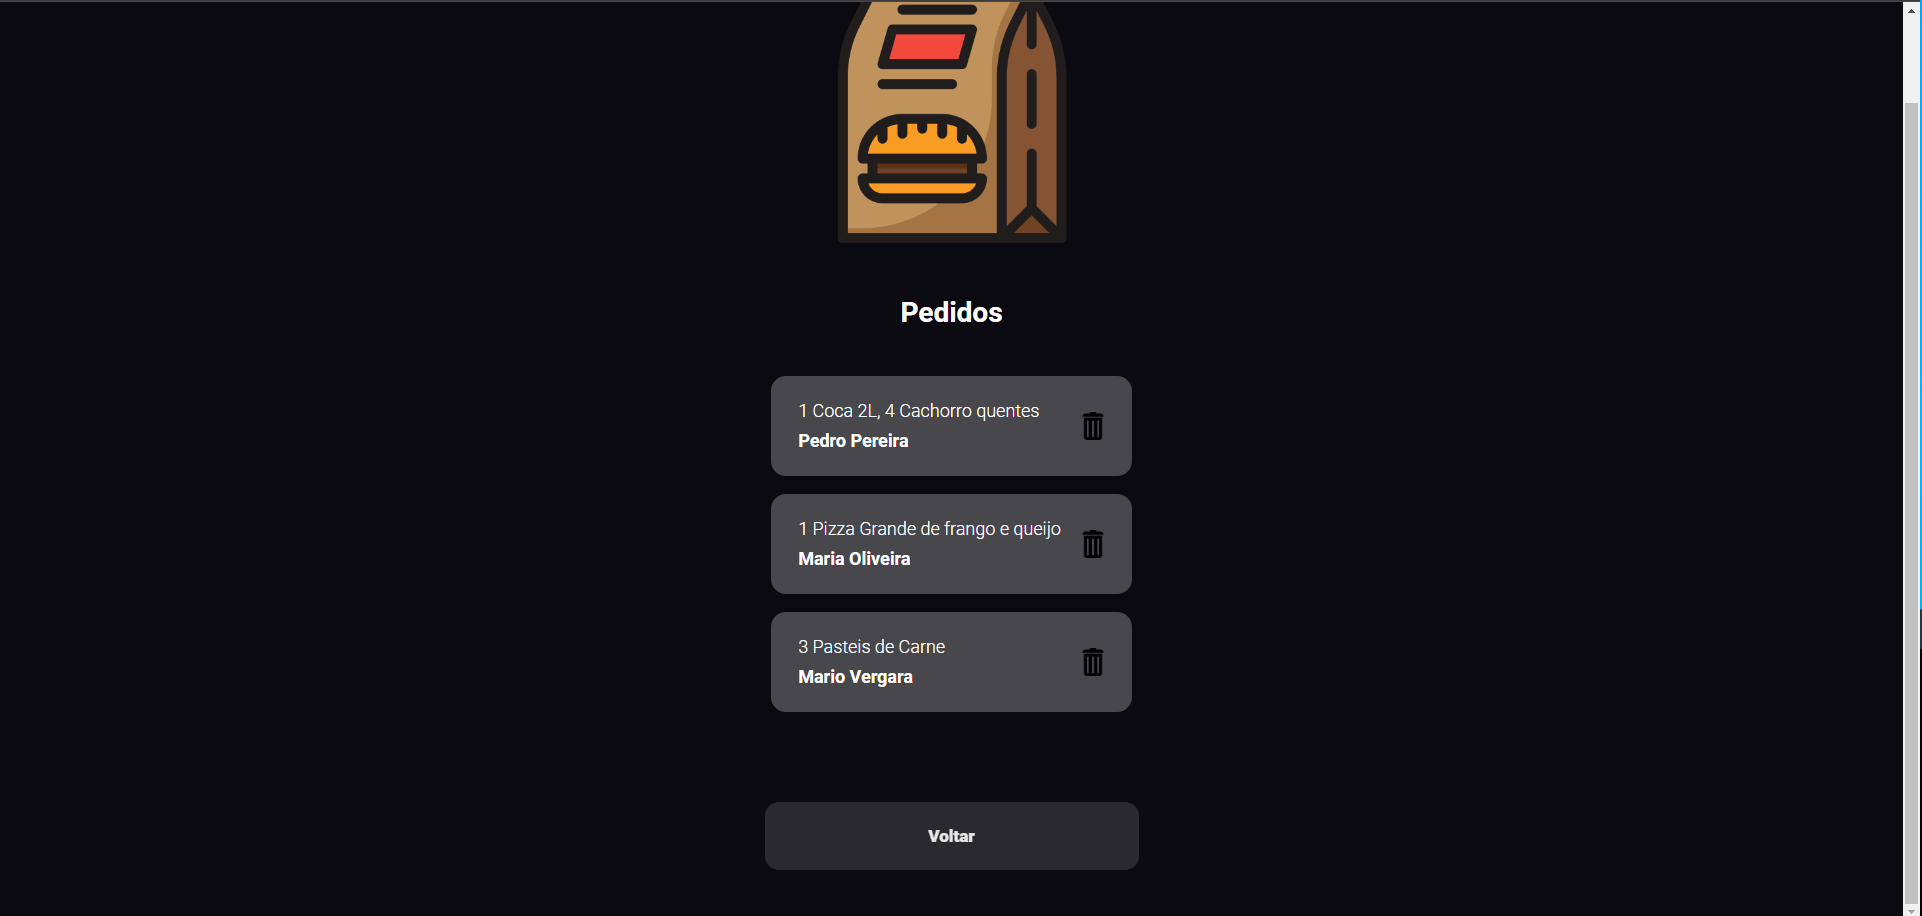 Pedidos
1 Coca 2L, 4 Cachorro quentes
Pedro Pereira
1 Pizza Grande de frango e queijo
Maria Oliveira
3 Pasteis de Carne
Mario Vergara
Voltar